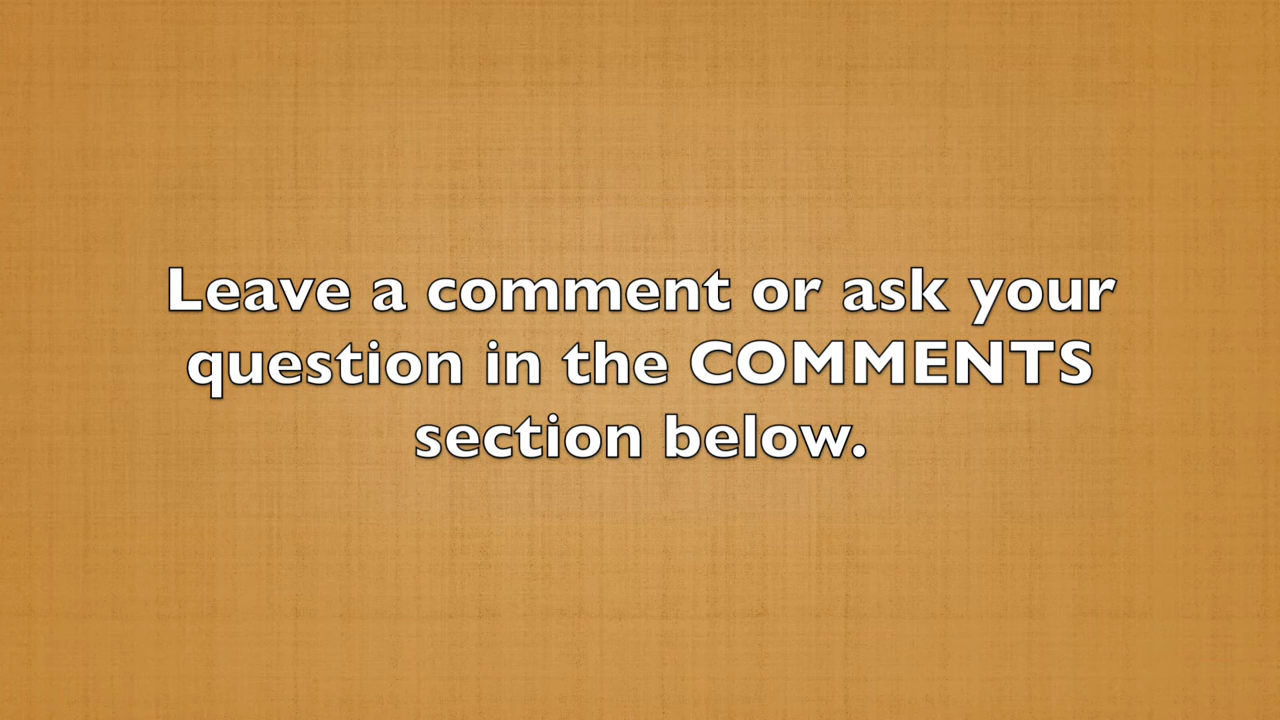 Leave a comment or ask your
question in the COMMENTS
section below.